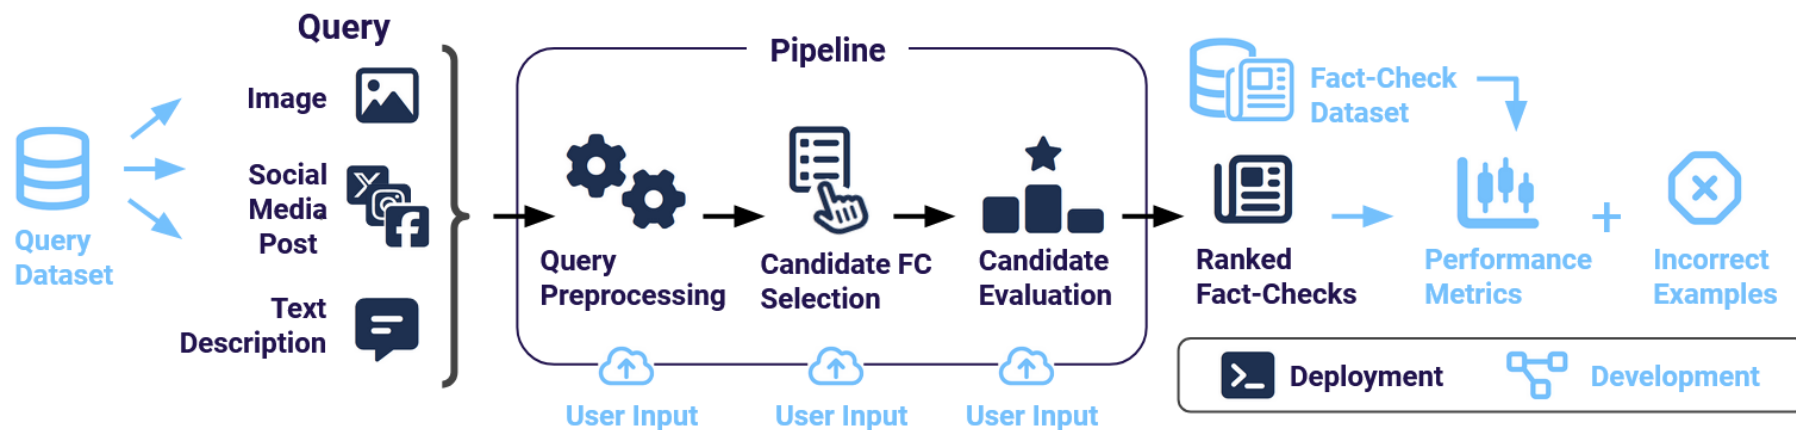 Query
Image
Social
Media
Post
Text
Description
Query
Dataset
Pipeline
Query
Preprocessing
Candidate FC
Selection
Candidate
Evaluation
User Input
User Input
User Input
Fact-Check
Dataset
Ranked
Fact-Checks
Performance
Metrics
+
Incorrect
Examples
Deployment
Development